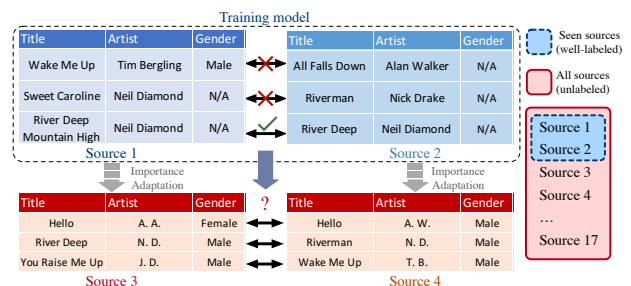 Training model
Title Artist Gender
Wake Me Up Tim Bergling Male
Sweet Caroline Neil Diamond N/A
River Deep
Mountain High Neil Diamond N/A
Source 1
Title Artist Gender
All Falls Down Alan Walker N/A
Riverman Nick Drake N/A
River Deep Neil Diamond N/A
Source 2
Importance
Adaptation
?
Importance
Adaptation
Title Artist Gender
Hello A. A. Female
River Deep N. D. Male
You Raise Me Up J. D. Male
Source 3
Title Artist Gender
Hello A. W. Male
Riverman N. D. Male
Wake Me Up T. B. Male
Source 4
Seen sources
(well-labeled)
All sources
(unlabeled)
Source 1
Source 2
Source 3
Source 4
...
Source 17